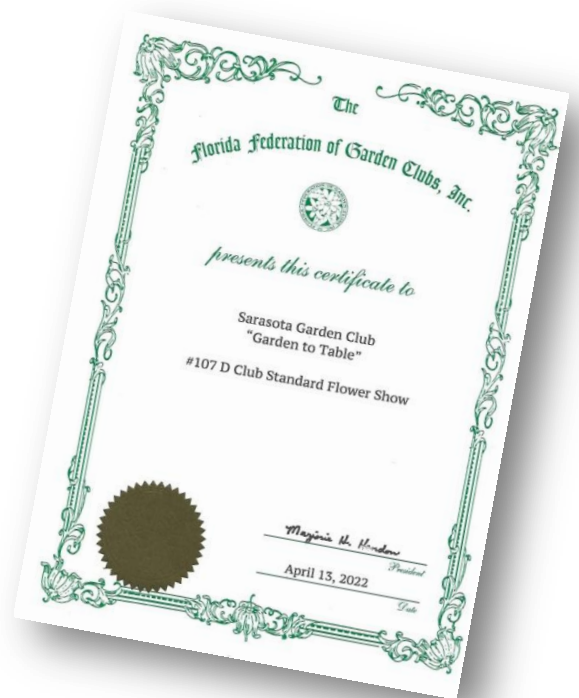 The
Florida Federation of Garden Clubs, Inc.
presents this certificate to
Sarasota Garden Club
“Garden to Table”
#107 D Club Standard Flower Show
President
April 13, 2022
Date